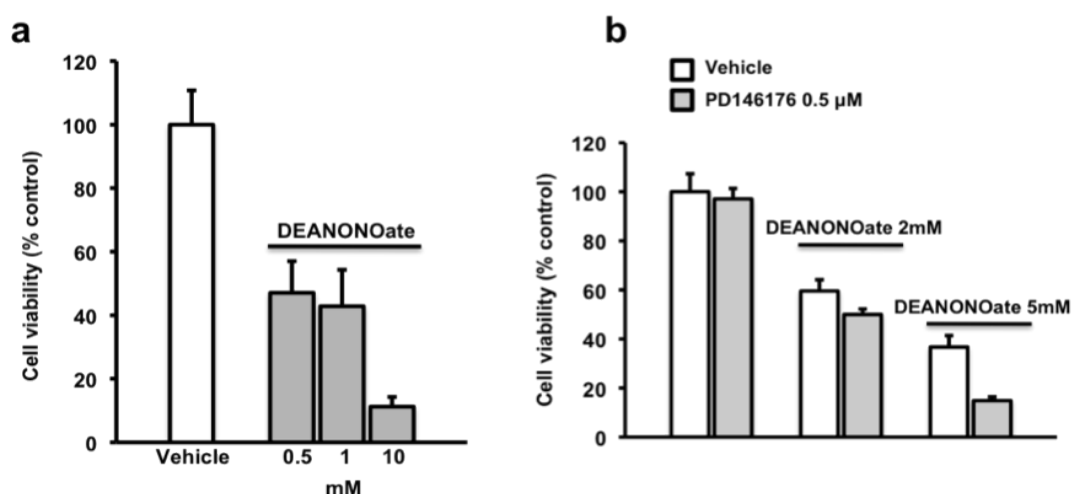 a
120
100
80
60
40
20
0
Cell viability (% control)
DEANONOate
Vehicle 0.5 1 10
mM
b
Vehicle
PD146176 0.5 µM
120
100
80
60
40
20
0
Cell viability (% control)
DEANONOate 2mM
DEANONOate 5mM